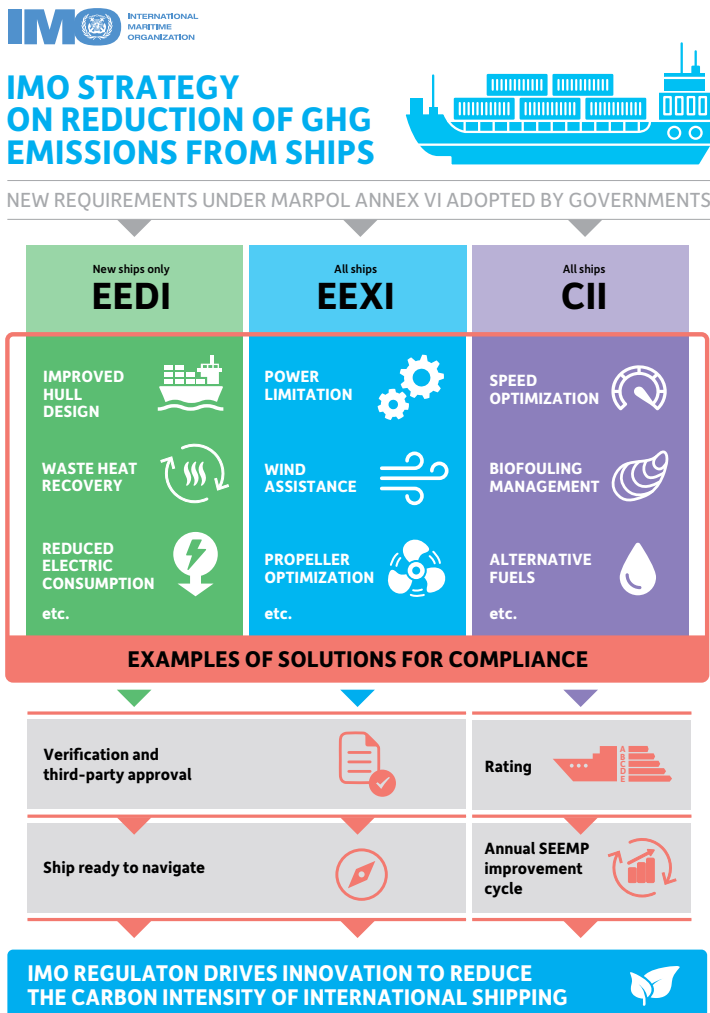 IMO
INTERNATIONAL
MARITIME
ORGANIZATION
IMO STRATEGY
ON REDUCTION OF GHG
EMISSIONS FROM SHIPS
NEW REQUIREMENTS UNDER MARPOL ANNEX VI ADOPTED BY GOVERNMENTS
New ships only
EEDI
IMPROVED
HULL
DESIGN
WASTE HEAT
RECOVERY
REDUCED
ELECTRIC
CONSUMPTION
etc.
All ships
EEXI
POWER
LIMITATION
WIND
ASSISTANCE
PROPELLER
OPTIMIZATION
etc.
All ships
CII
SPEED
OPTIMIZATION
BIOFOULING
MANAGEMENT
ALTERNATIVE
FUELS
etc.
EXAMPLES OF SOLUTIONS FOR COMPLIANCE
Verification and
third-party approval
Ship ready to navigate
Rating
A
B
C
D
E
Annual SEEMP
improvement
cycle
IMO REGULATON DRIVES INNOVATION TO REDUCE
THE CARBON INTENSITY OF INTERNATIONAL SHIPPING